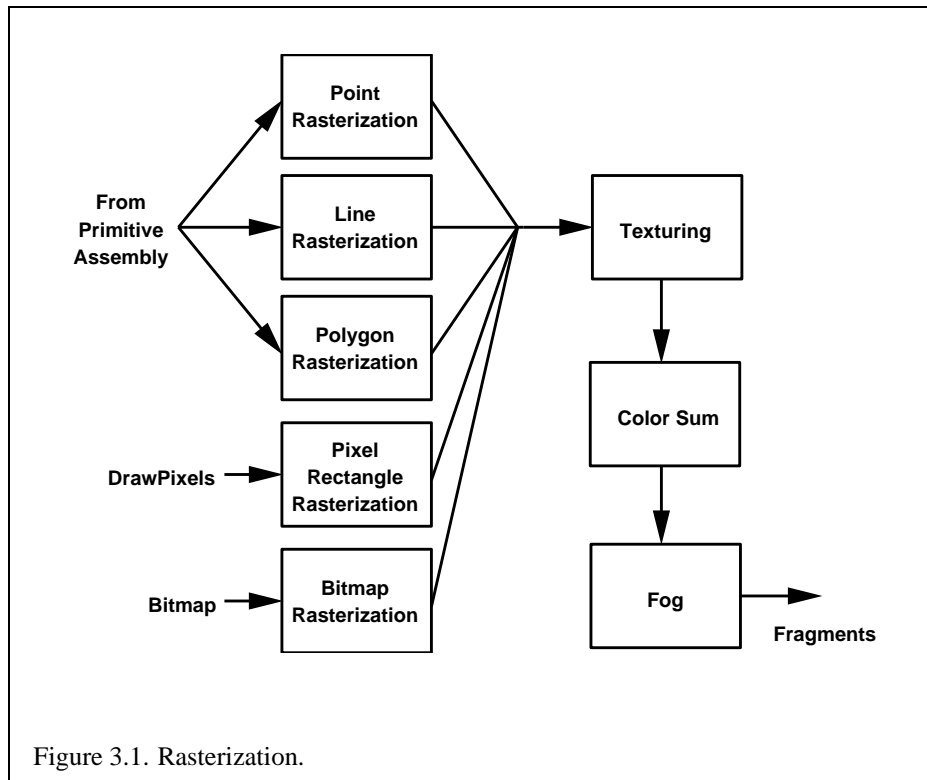 Point
Rasterization
From
Primitive
Assembly
Line
Rasterization
Texturing
Polygon
Rasterization
Color Sum
DrawPixels
Pixel
Rectangle
Rasterization
Bitmap
Bitmap
Rasterization
Fog
Fragments
Figure 3.1. Rasterization.